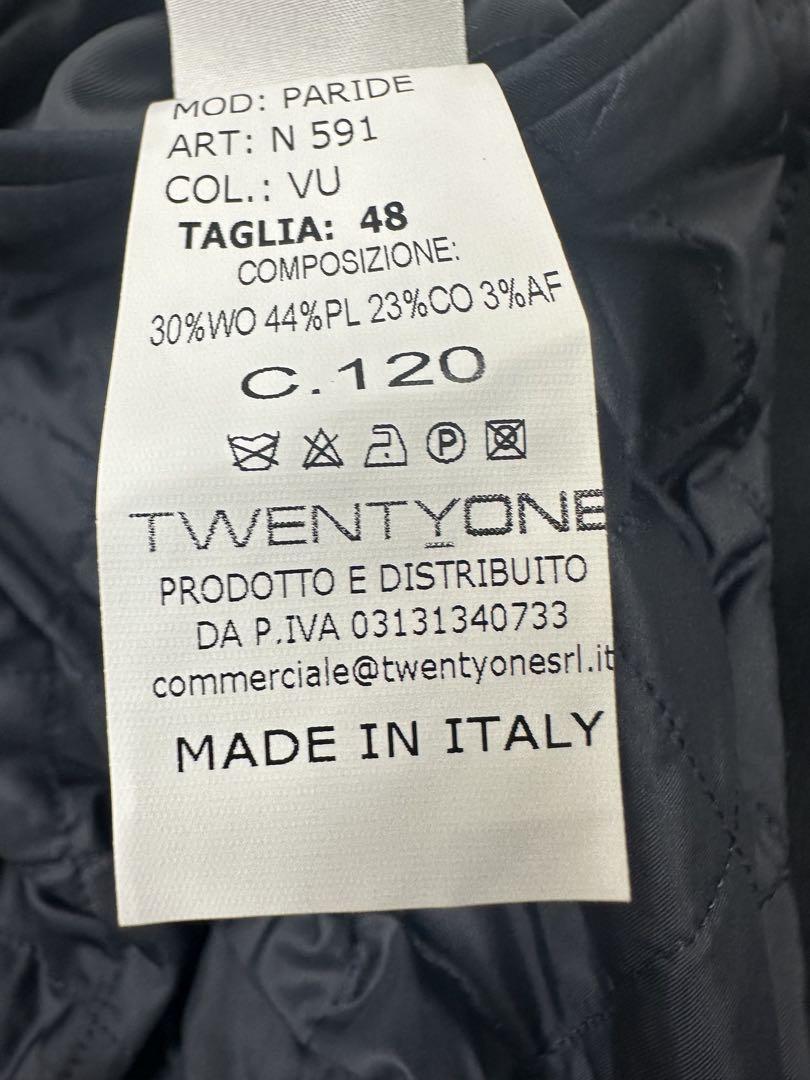 MOD: PARIDE
ART: N 591
COL.: VU
TAGLIA: 48
COMPOSIZIONE:
30%WO 44%PL 23%CO 3%AF
C.120
P
TWENTYONE
PRODOTTO E DISTRIBUITO
DA P.IVA 03131340733
commerciale@twentyonesrl.it
MADE IN ITALY